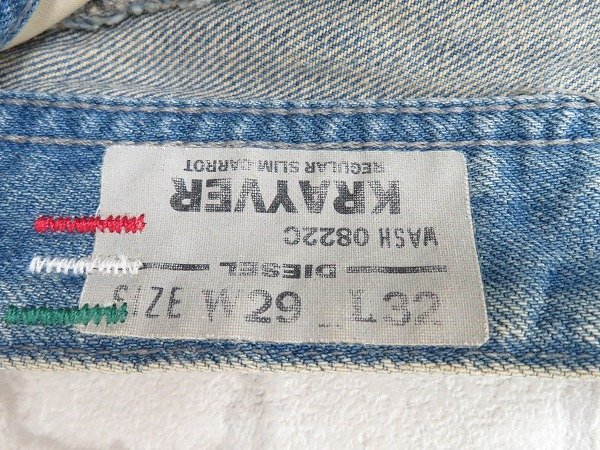 SIZE W29 L32
DIESEL
WASH 0822C
KRAYVER
REGULAR SLIM CARROT